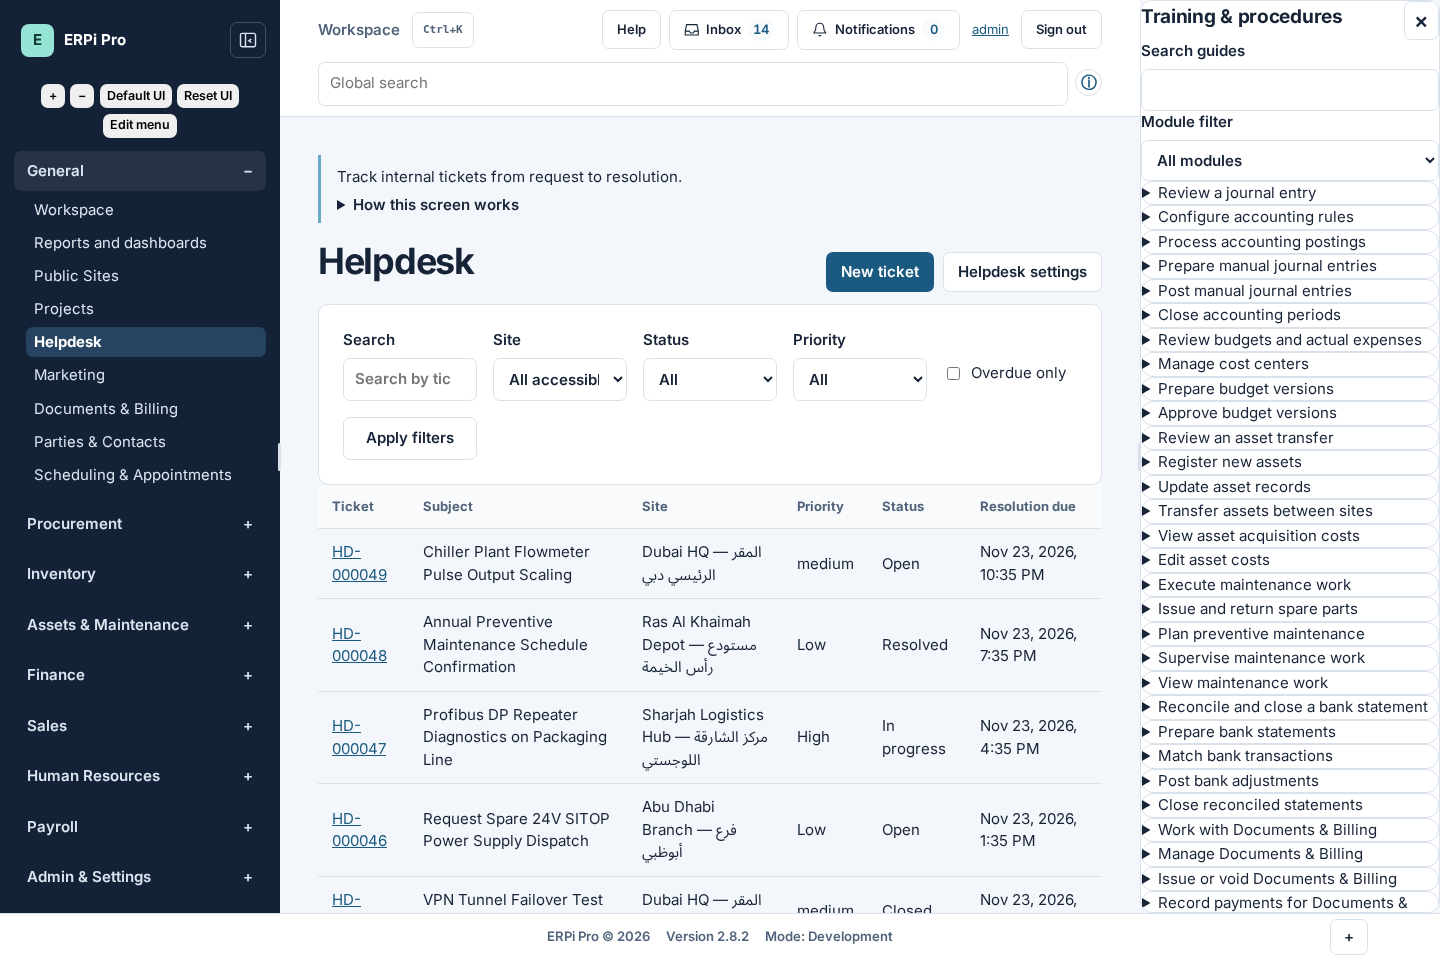 E ERPi Pro
+ − Default UI Reset UI
Edit menu
General −
Workspace
Reports and dashboards
Public Sites
Projects
Helpdesk
Marketing
Documents & Billing
Parties & Contacts
Scheduling & Appointments
Procurement +
Inventory +
Assets & Maintenance +
Finance +
Sales +
Human Resources +
Payroll +
Admin & Settings +
Workspace Ctrl+K Help Inbox 14 Notifications 0 admin Sign out
Global search ⓘ
Track internal tickets from request to resolution.
▶ How this screen works
Helpdesk New ticket Helpdesk settings
Search Site Status Priority
Search by tic All accessibl All All Overdue only
Apply filters
Ticket Subject Site Priority Status Resolution due
HD-000049 Chiller Plant Flowmeter Pulse Output Scaling Dubai HQ — المقر الرئيسي دبي medium Open Nov 23, 2026, 10:35 PM
HD-000048 Annual Preventive Maintenance Schedule Confirmation Ras Al Khaimah Depot — مستودع رأس الخيمة Low Resolved Nov 23, 2026, 7:35 PM
HD-000047 Profibus DP Repeater Diagnostics on Packaging Line Sharjah Logistics Hub — مركز الشارقة اللوجستي High In progress Nov 23, 2026, 4:35 PM
HD-000046 Request Spare 24V SITOP Power Supply Dispatch Abu Dhabi Branch — فرع أبوظبي Low Open Nov 23, 2026, 1:35 PM
HD- VPN Tunnel Failover Test Dubai HQ — المقر medium Closed Nov 23, 2026,
Training & procedures ×
Search guides
Module filter
All modules
▶ Review a journal entry
▶ Configure accounting rules
▶ Process accounting postings
▶ Prepare manual journal entries
▶ Post manual journal entries
▶ Close accounting periods
▶ Review budgets and actual expenses
▶ Manage cost centers
▶ Prepare budget versions
▶ Approve budget versions
▶ Review an asset transfer
▶ Register new assets
▶ Update asset records
▶ Transfer assets between sites
▶ View asset acquisition costs
▶ Edit asset costs
▶ Execute maintenance work
▶ Issue and return spare parts
▶ Plan preventive maintenance
▶ Supervise maintenance work
▶ View maintenance work
▶ Reconcile and close a bank statement
▶ Prepare bank statements
▶ Match bank transactions
▶ Post bank adjustments
▶ Close reconciled statements
▶ Work with Documents & Billing
▶ Manage Documents & Billing
▶ Issue or void Documents & Billing
▶ Record payments for Documents &
ERPi Pro © 2026 Version 2.8.2 Mode: Development +